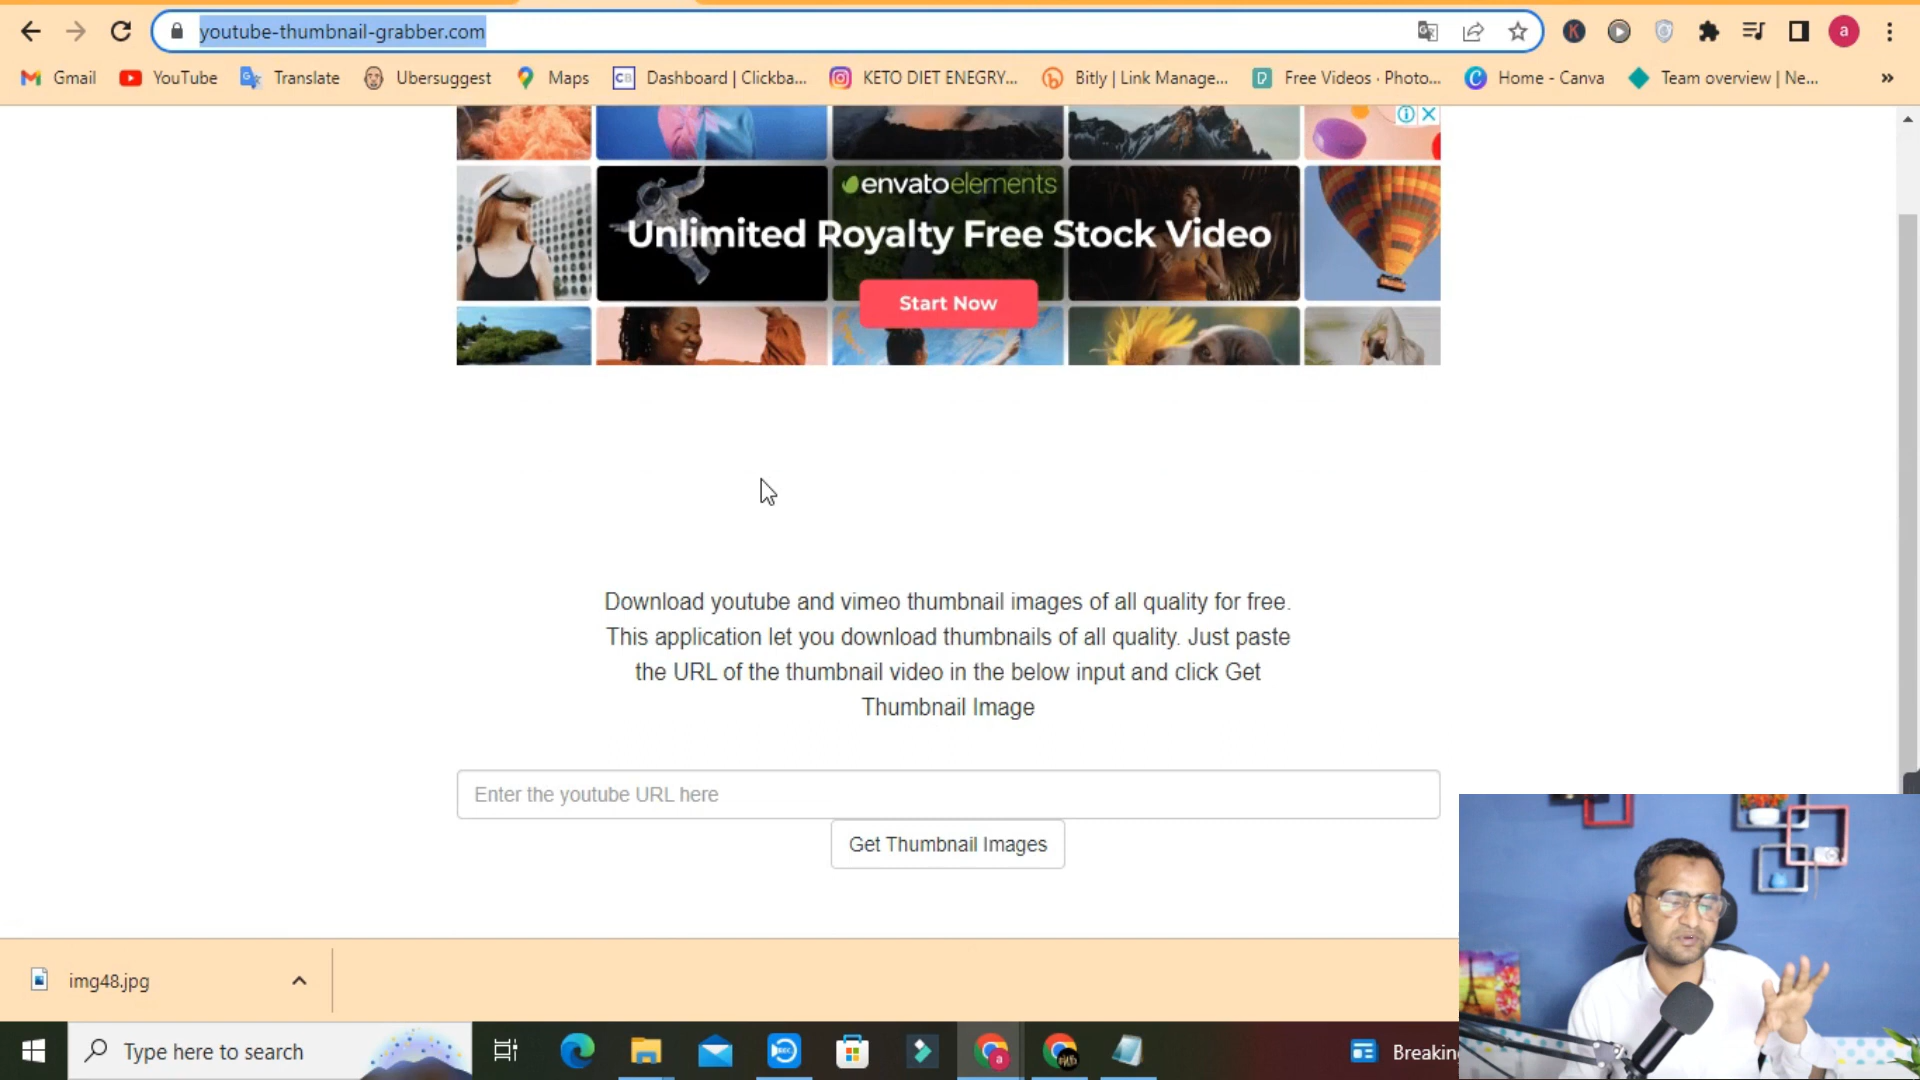 youtube-thumbnail-grabber.com
K
a
Gmail
YouTube
Translate
Ubersuggest
Maps
CB
Dashboard | Clickba...
KETO DIET ENEGRY...
Bitly | Link Manage...
Free Videos · Photo...
Home - Canva
Team overview | Ne...
»
envatoelements
Unlimited Royalty Free Stock Video
Start Now
Download youtube and vimeo thumbnail images of all quality for free.
This application let you download thumbnails of all quality. Just paste
the URL of the thumbnail video in the below input and click Get
Thumbnail Image
Enter the youtube URL here
Get Thumbnail Images
img48.jpg
Type here to search
REC
a
Breakin